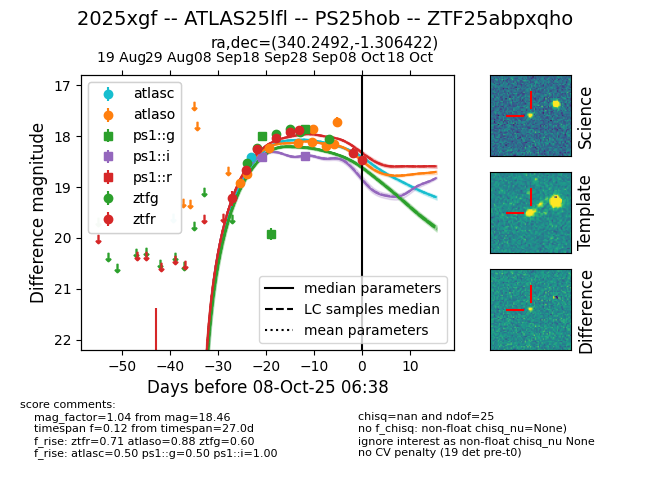 2025xgf -- ATLAS25lfl -- PS25hob -- ZTF25abpxqho
ra,dec=(340.2492,-1.306422)
19 Aug 29 Aug 08 Sep 18 Sep 28 Sep 08 Oct 18 Oct
17
18
19
20
21
22
Difference magnitude
atlasc
atlaso
ps1::g
ps1::i
ps1::r
ztfg
ztfr
median parameters
LC samples median
mean parameters
−50 −40 −30 −20 −10 0 10
Days before 08-Oct-25 06:38
Science
Template
Difference
score comments:
mag_factor=1.04 from mag=18.46
timespan f=0.12 from timespan=27.0d
f_rise: ztfr=0.71 atlaso=0.88 ztfg=0.60
f_rise: atlasc=0.50 ps1::g=0.50 ps1::i=1.00
chisq=nan and ndof=25
no f_chisq: non-float chisq_nu=None)
ignore interest as non-float chisq_nu None
no CV penalty (19 det pre-t0)